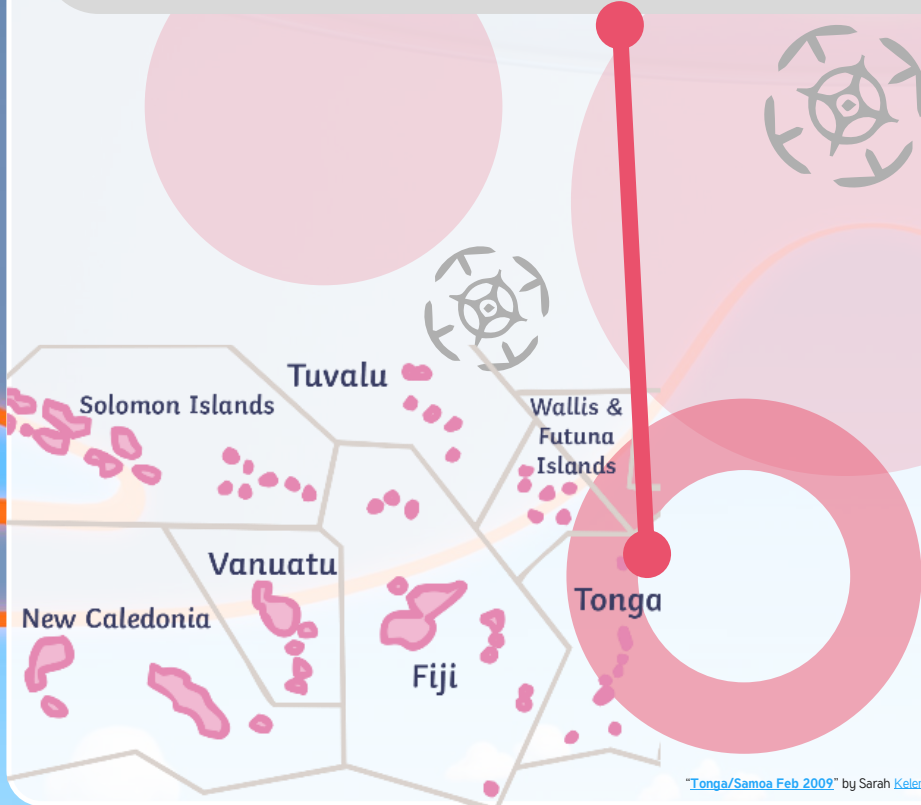 Tuvalu
Solomon Islands
Wallis &
Futuna
Islands
Vanuatu
Tonga
New Caledonia
Fiji
“Tonga/Samoa Feb 2009” by Sarah